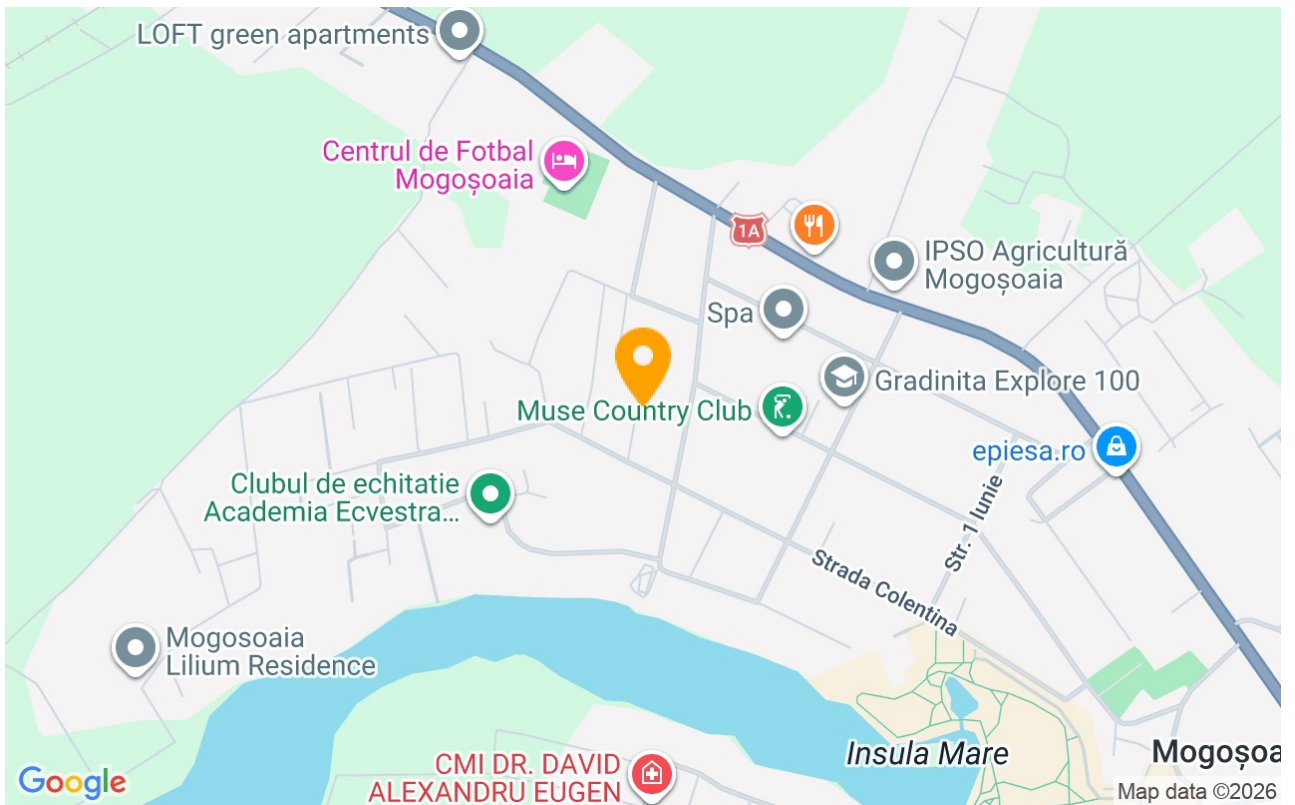 LOFT green apartments
Centrul de Fotbal
Mogoșoaia
1A
IPSO Agricultură
Mogoșoaia
Spa
Gradinita Explore 100
Muse Country Club
epiesa.ro
Clubul de echitatie
Academia Ecvestra...
Str. 1 Iunie
Strada Colentina
Mogosoaia
Lilium Residence
Insula Mare
Mogoșoa
CMI DR. DAVID
ALEXANDRU EUGEN
Google
Map data ©2026